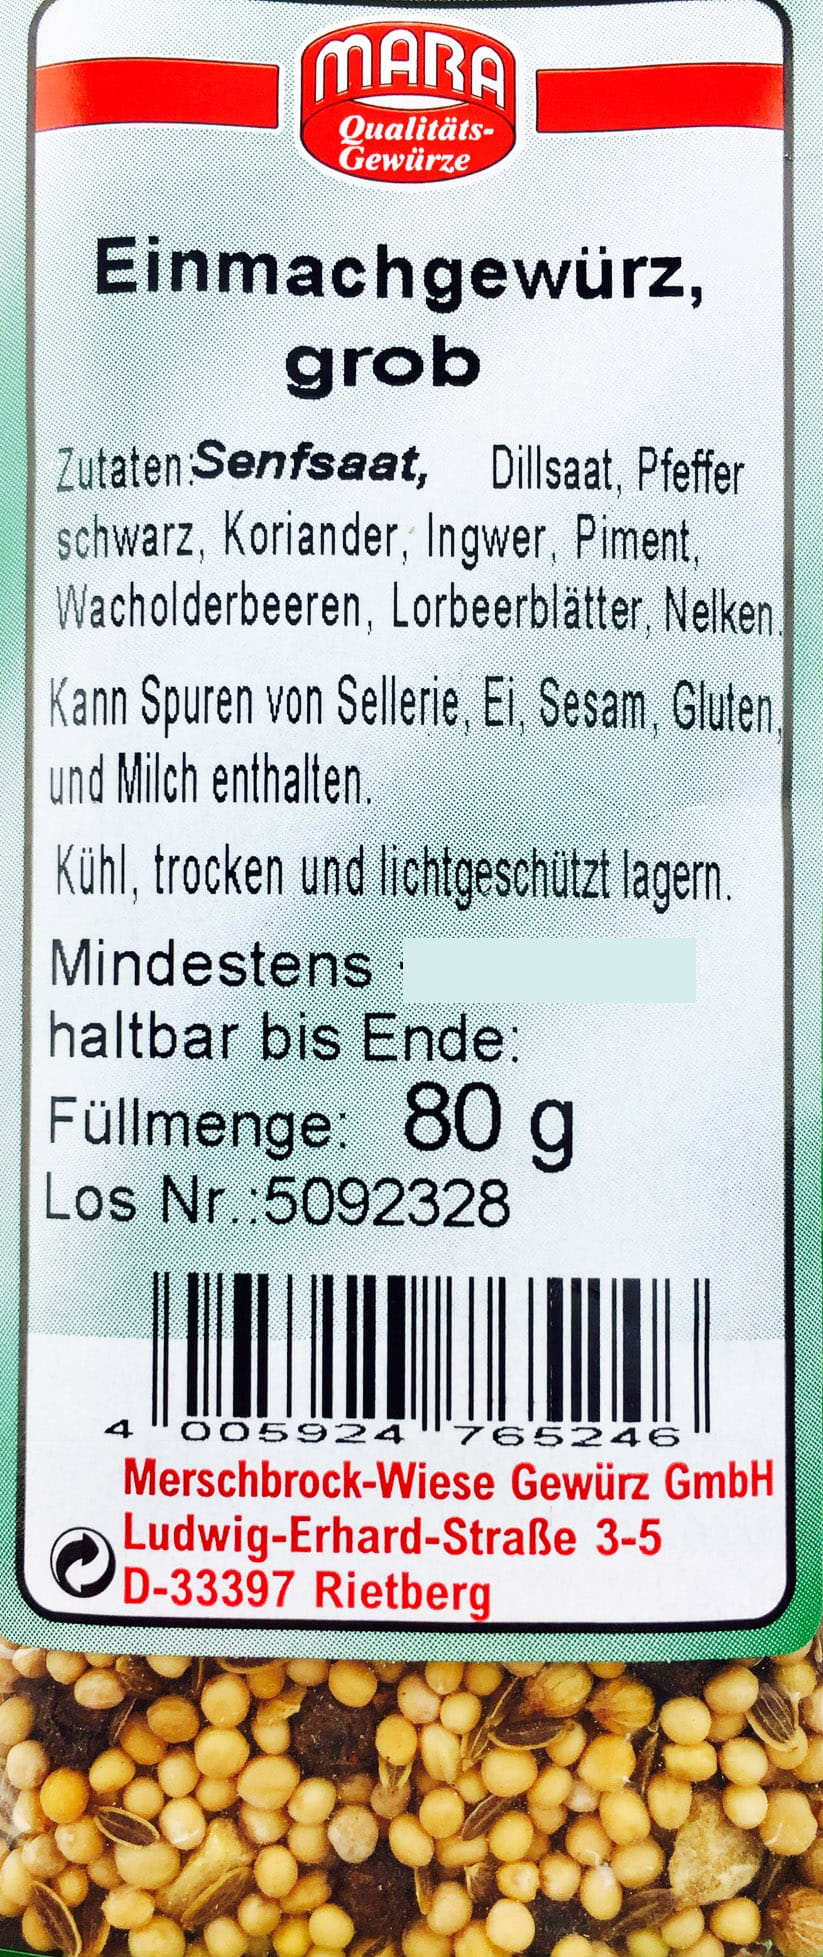 MARA
Qualitäts-
Gewürze
Einmachgewürz,
grob
Zutaten:Senfsaat, Dillsaat, Pfeffer
schwarz, Koriander, Ingwer, Piment,
Wacholderbeeren, Lorbeerblätter, Nelken.
Kann Spuren von Sellerie, Ei, Sesam, Gluten,
und Milch enthalten.
Kühl, trocken und lichtgeschützt lagern.
Mindestens
haltbar bis Ende:
Füllmenge: 80 g
Los Nr.:5092328
4 005924 765246
Merschbrock-Wiese Gewürz GmbH
Ludwig-Erhard-Straße 3-5
D-33397 Rietberg